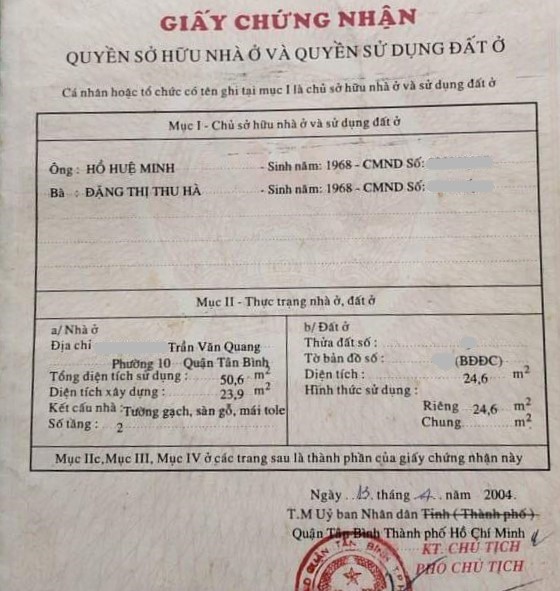 GIẤY CHỨNG NHẬN
QUYỀN SỞ HỮU NHÀ Ở VÀ QUYỀN SỬ DỤNG ĐẤT Ở
Cá nhân hoặc tổ chức có tên ghi tại mục I là chủ sở hữu nhà ở và sử dụng đất ở
Mục I - Chủ sở hữu nhà ở và sử dụng đất ở
Ông : HỒ HUỆ MINH - Sinh năm: 1968 - CMND Số:
Bà : ĐẶNG THỊ THU HÀ - Sinh năm: 1968 - CMND Số:
Mục II - Thực trạng nhà ở, đất ở
a/ Nhà ở
Địa chỉ Trần Văn Quang
Phường 10 Quận Tân Bình
Tổng diện tích sử dụng : 50,6 m²
Diện tích xây dựng : 23,9 m²
Kết cấu nhà : Tường gạch, sàn gỗ, mái tole
Số tầng : 2
b/ Đất ở
Thửa đất số :
Tờ bản đồ số : (BĐĐC)
Diện tích : 24,6 m²
Hình thức sử dụng :
Riêng 24,6 m²
Chung m²
Mục IIc, Mục III, Mục IV ở các trang sau là thành phần của giấy chứng nhận này
Ngày 13 tháng 4 năm 2004.
T.M Uỷ ban Nhân dân Tỉnh ( Thành phố )
Quận Tân Bình Thành phố Hồ Chí Minh
KT. CHỦ TỊCH
PHÓ CHỦ TỊCH
QUẬN TÂN BÌNH